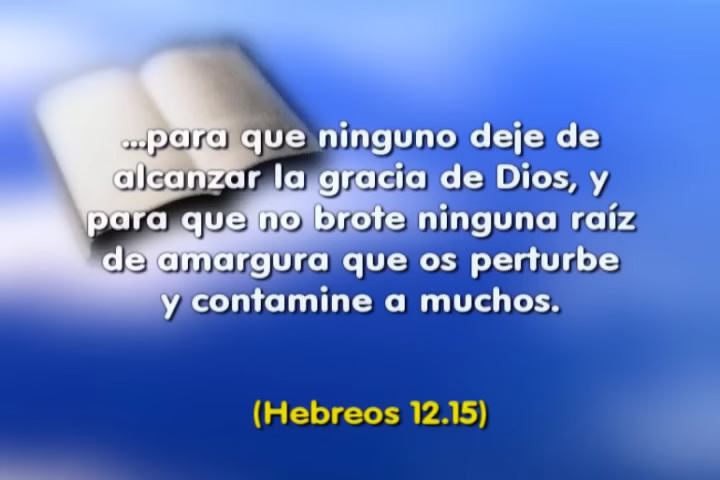 ...para que ninguno deje de
alcanzar la gracia de Dios, y
para que no brote ninguna raíz
de amargura que os perturbe
y contamine a muchos.
(Hebreos 12.15)